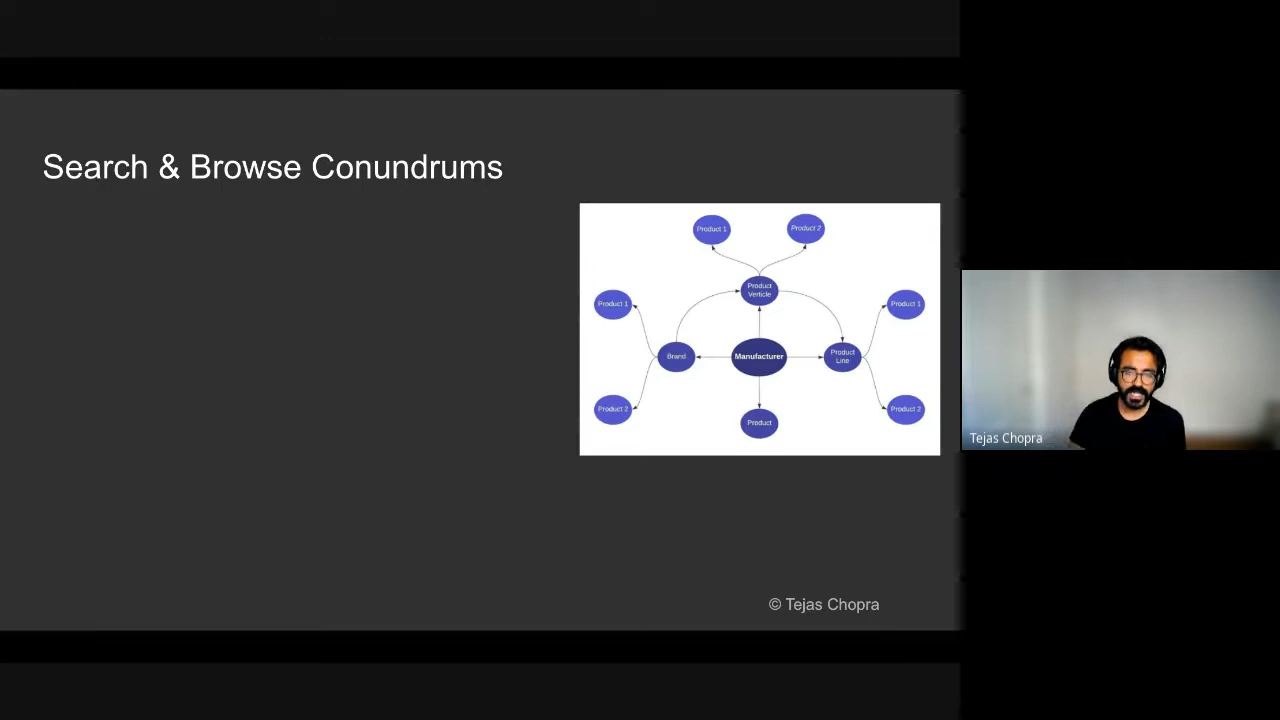 Search & Browse Conundrums
Product 1
Product 2
Product
Verticle
Product 1
Product 1
Brand
Manufacturer
Product
Line
Product 2
Product 2
Product
Tejas Chopra
© Tejas Chopra